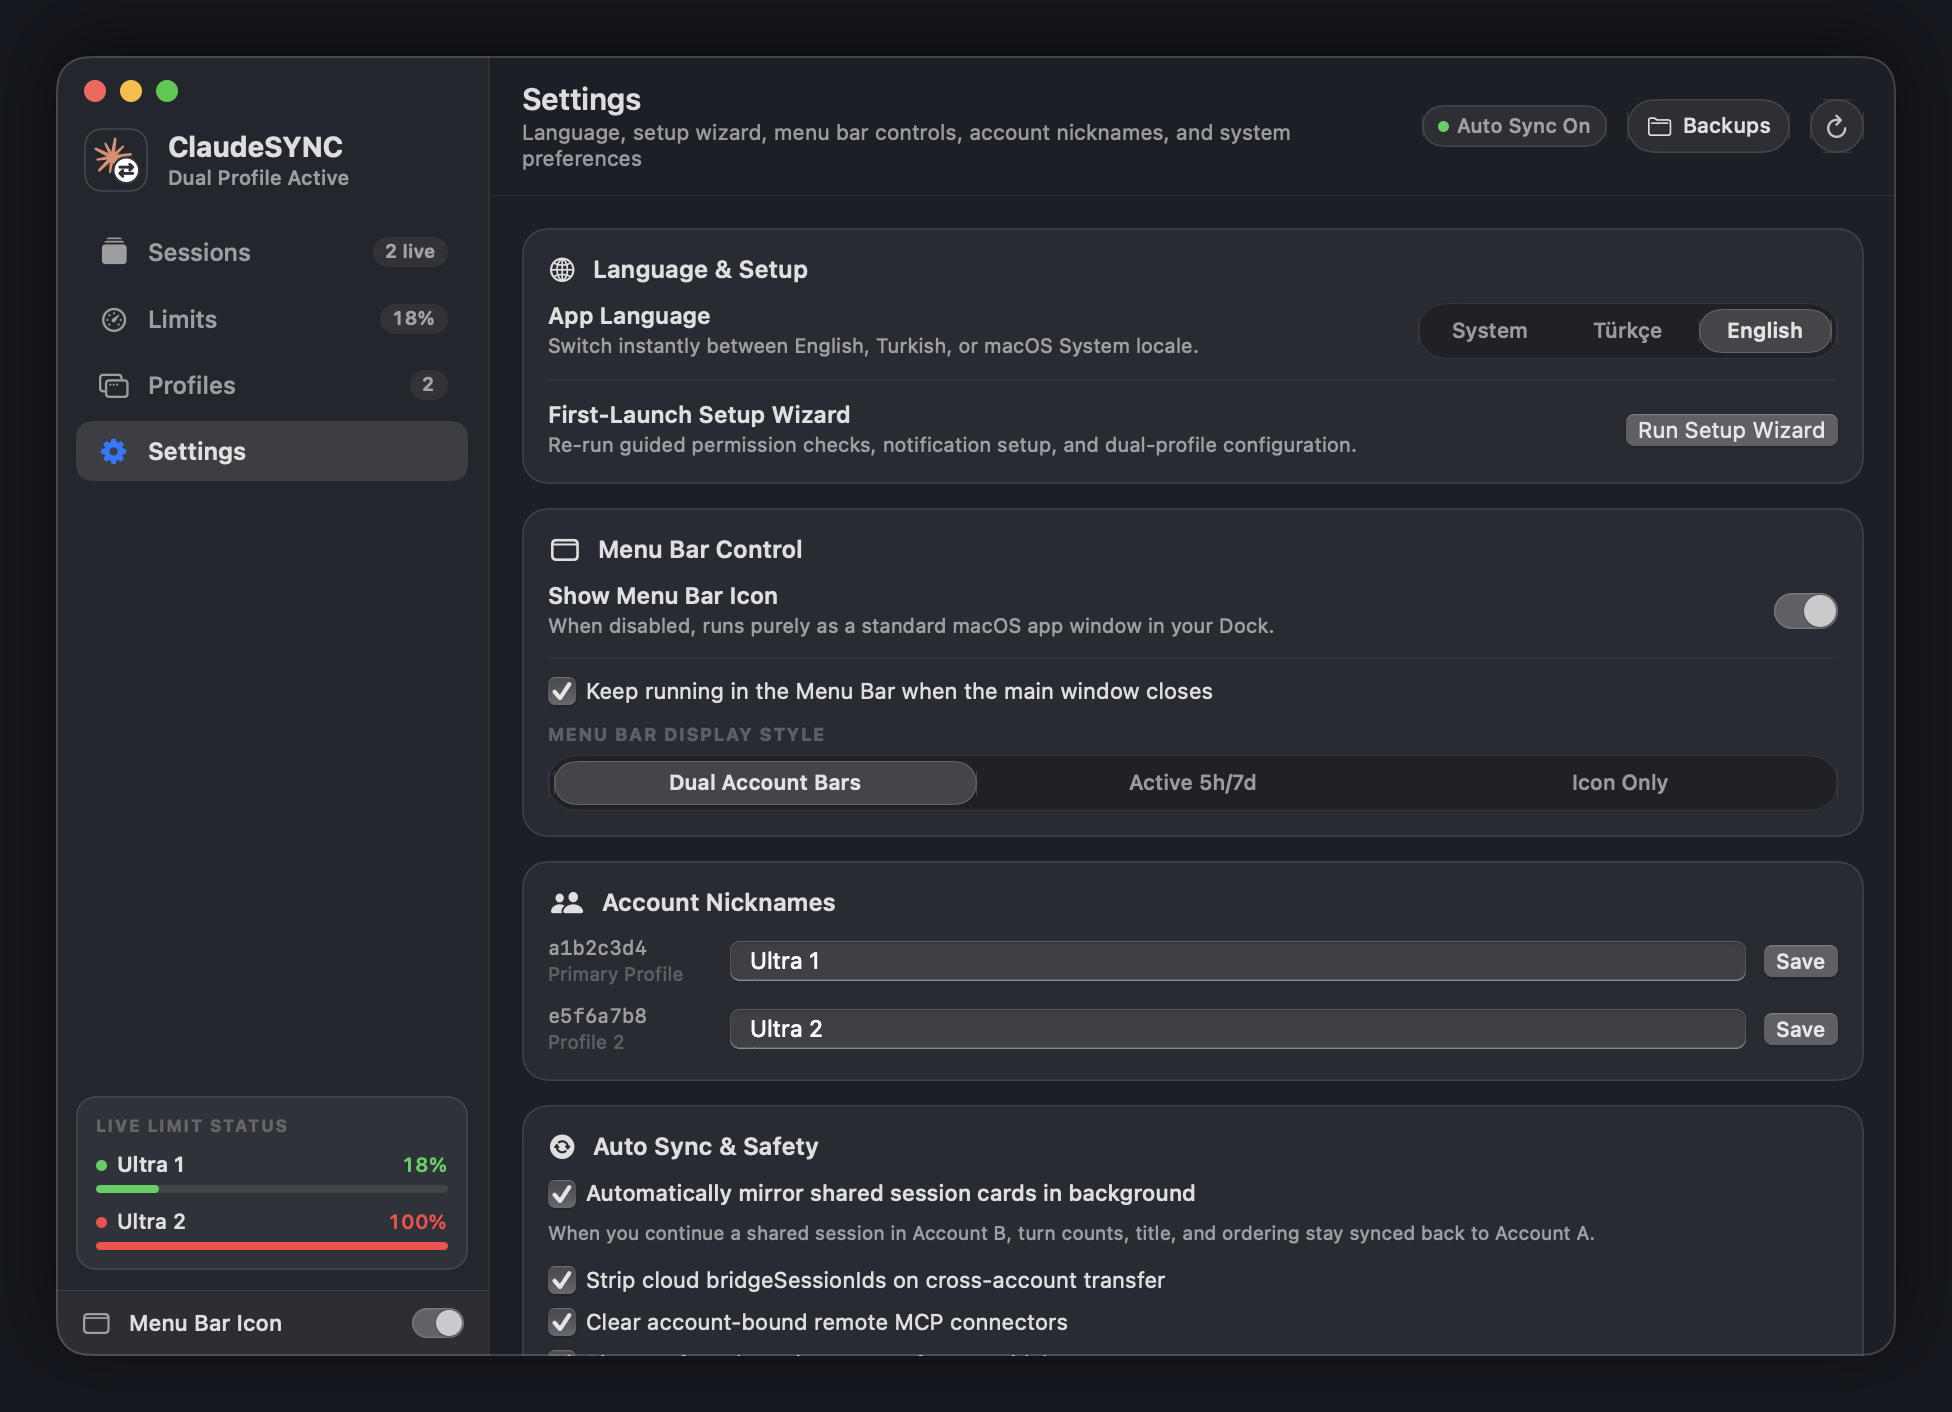 ClaudeSYNC
Dual Profile Active
Sessions
2 live
Limits
18%
Profiles
2
Settings
LIVE LIMIT STATUS
Ultra 1
18%
Ultra 2
100%
Menu Bar Icon
Settings
Language, setup wizard, menu bar controls, account nicknames, and system
preferences
Auto Sync On
Backups
Language & Setup
App Language
Switch instantly between English, Turkish, or macOS System locale.
System
Türkçe
English
First-Launch Setup Wizard
Re-run guided permission checks, notification setup, and dual-profile configuration.
Run Setup Wizard
Menu Bar Control
Show Menu Bar Icon
When disabled, runs purely as a standard macOS app window in your Dock.
Keep running in the Menu Bar when the main window closes
MENU BAR DISPLAY STYLE
Dual Account Bars
Active 5h/7d
Icon Only
Account Nicknames
a1b2c3d4
Primary Profile
Ultra 1
Save
e5f6a7b8
Profile 2
Ultra 2
Save
Auto Sync & Safety
Automatically mirror shared session cards in background
When you continue a shared session in Account B, turn counts, title, and ordering stay synced back to Account A.
Strip cloud bridgeSessionIds on cross-account transfer
Clear account-bound remote MCP connectors